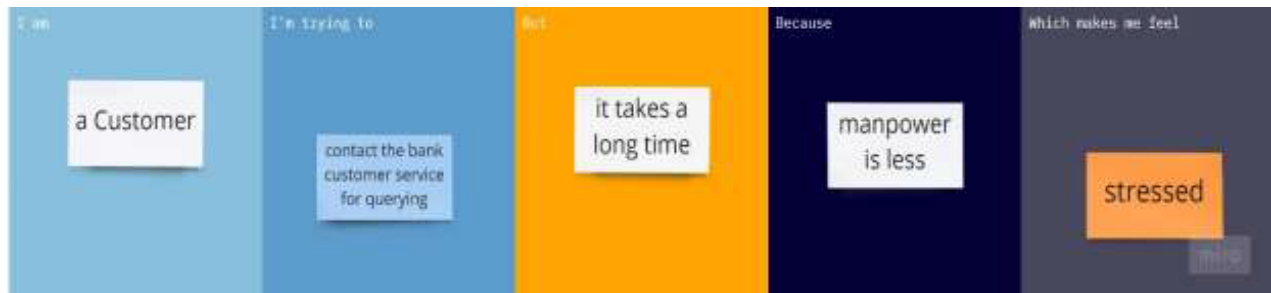 I am
a Customer
I'm trying to
contact the bank
customer service
for querying
But
it takes a
long time
Because
manpower
is less
Which makes me feel
stressed
miro